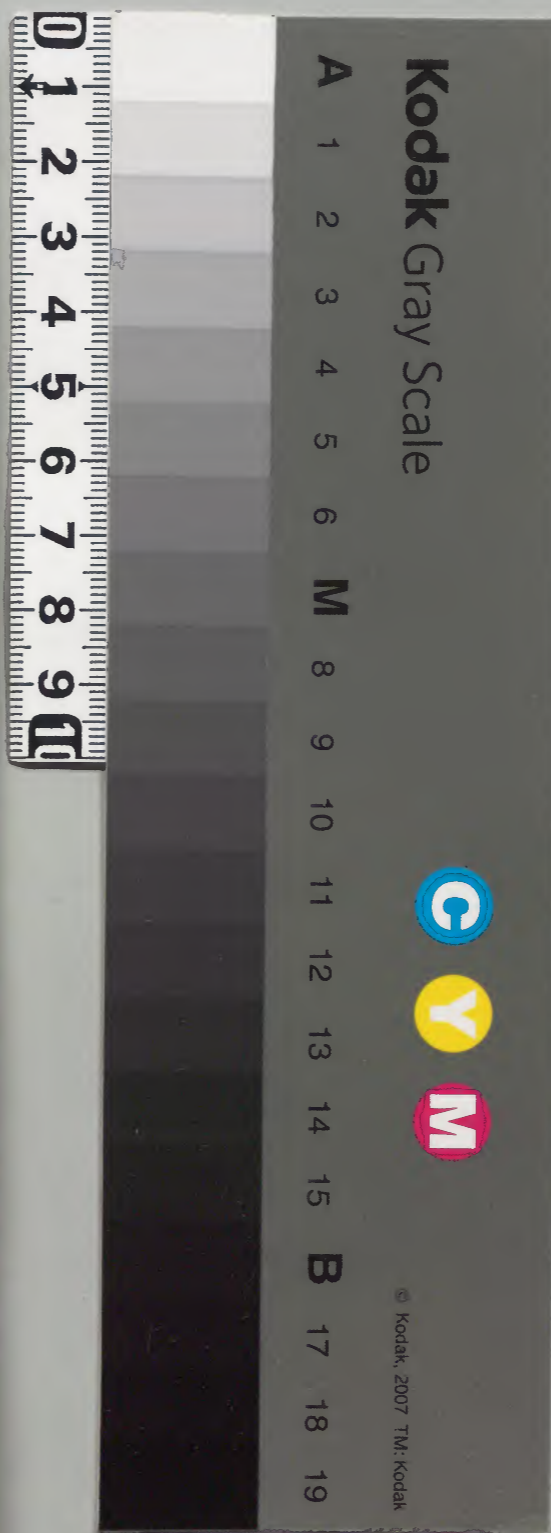 Kodak Gray Scale
C Y M
© Kodak, 2007 TM: Kodak
A 1 2 3 4 5 6 M 8 9 10 11 12 13 14 15 B 17 18 19
0 1 2 3 4 5 6 7 8 9 10